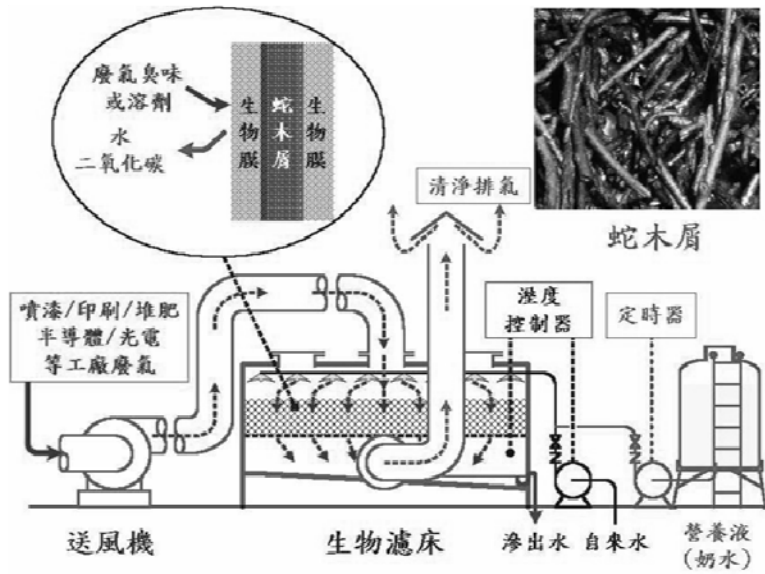 廢氣臭味
或溶劑
水
二氧化碳
生物膜
蛇木屑
生物膜
清淨排氣
蛇木屑
噴漆/印刷/堆肥
半導體/光電
等工廠廢氣
溼度
控制器
定時器
送風機
生物濾床
滲出水
自來水
營養液
(奶水)